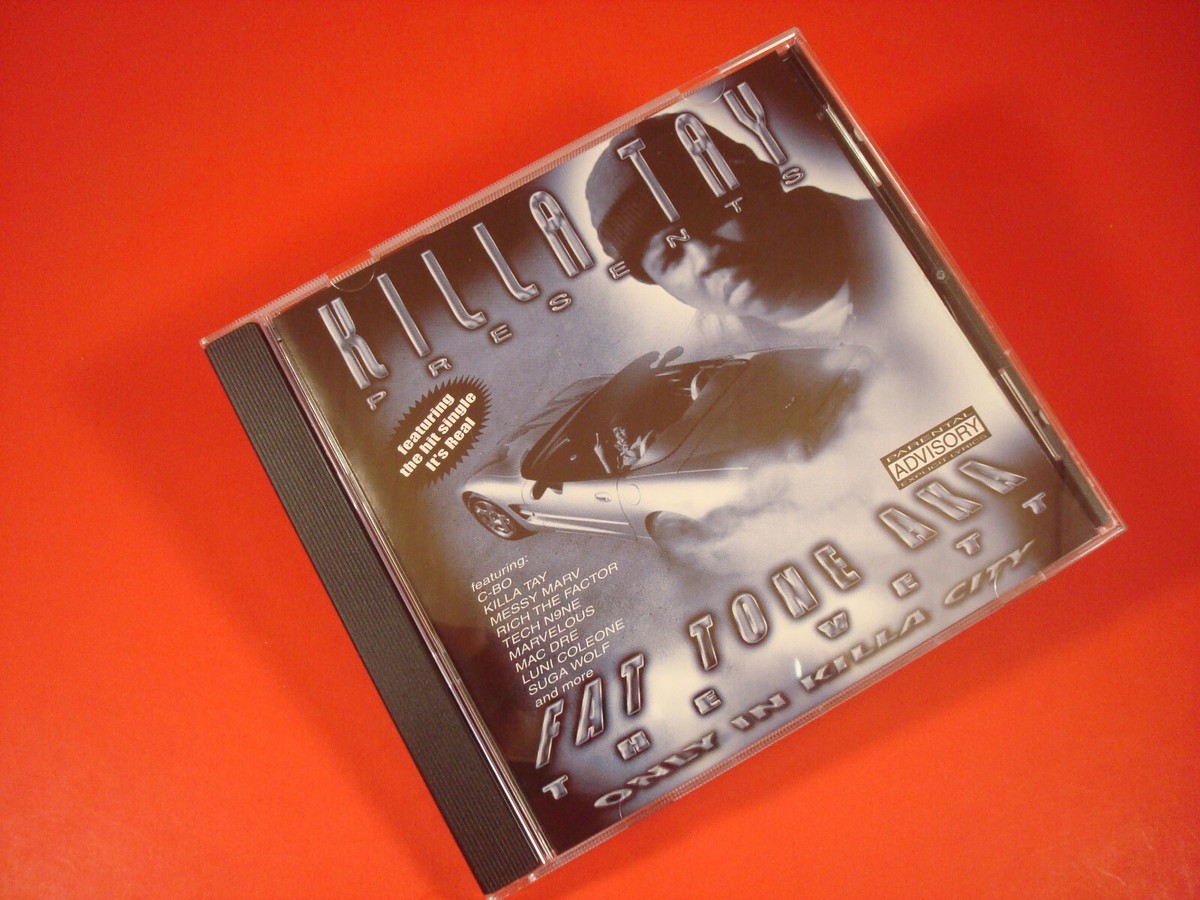 KILLA TAY
PRESENTS
featuring
the hit single
It's Real
PARENTAL
ADVISORY
EXPLICIT LYRICS
featuring:
C-BO
KILLA TAY
MESSY MARV
RICH THE FACTOR
TECH N9NE
MARVELOUS
MAC DRE
LUNI COLEONE
SUGA WOLF
and more
FAT TONE AKA
THE VETT
ONLY IN KILLA CITY